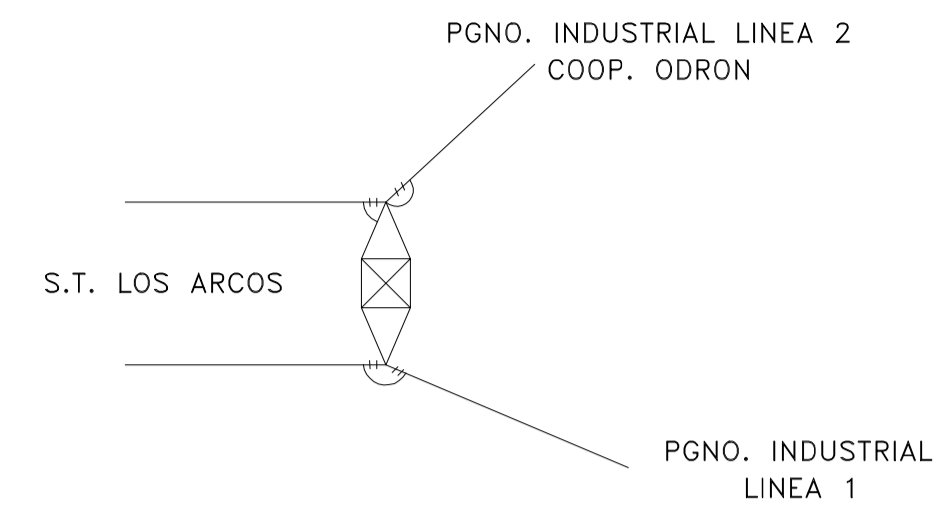 PGNO. INDUSTRIAL LINEA 2
COOP. ODRON
S.T. LOS ARCOS
PGNO. INDUSTRIAL
LINEA 1